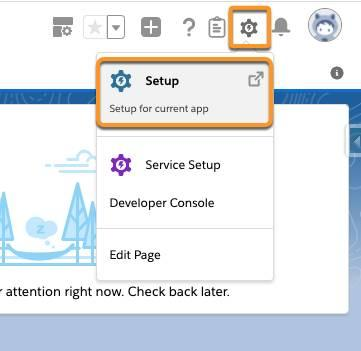 Setup
Setup for current app
Service Setup
Developer Console
Edit Page
attention right now. Check back later.